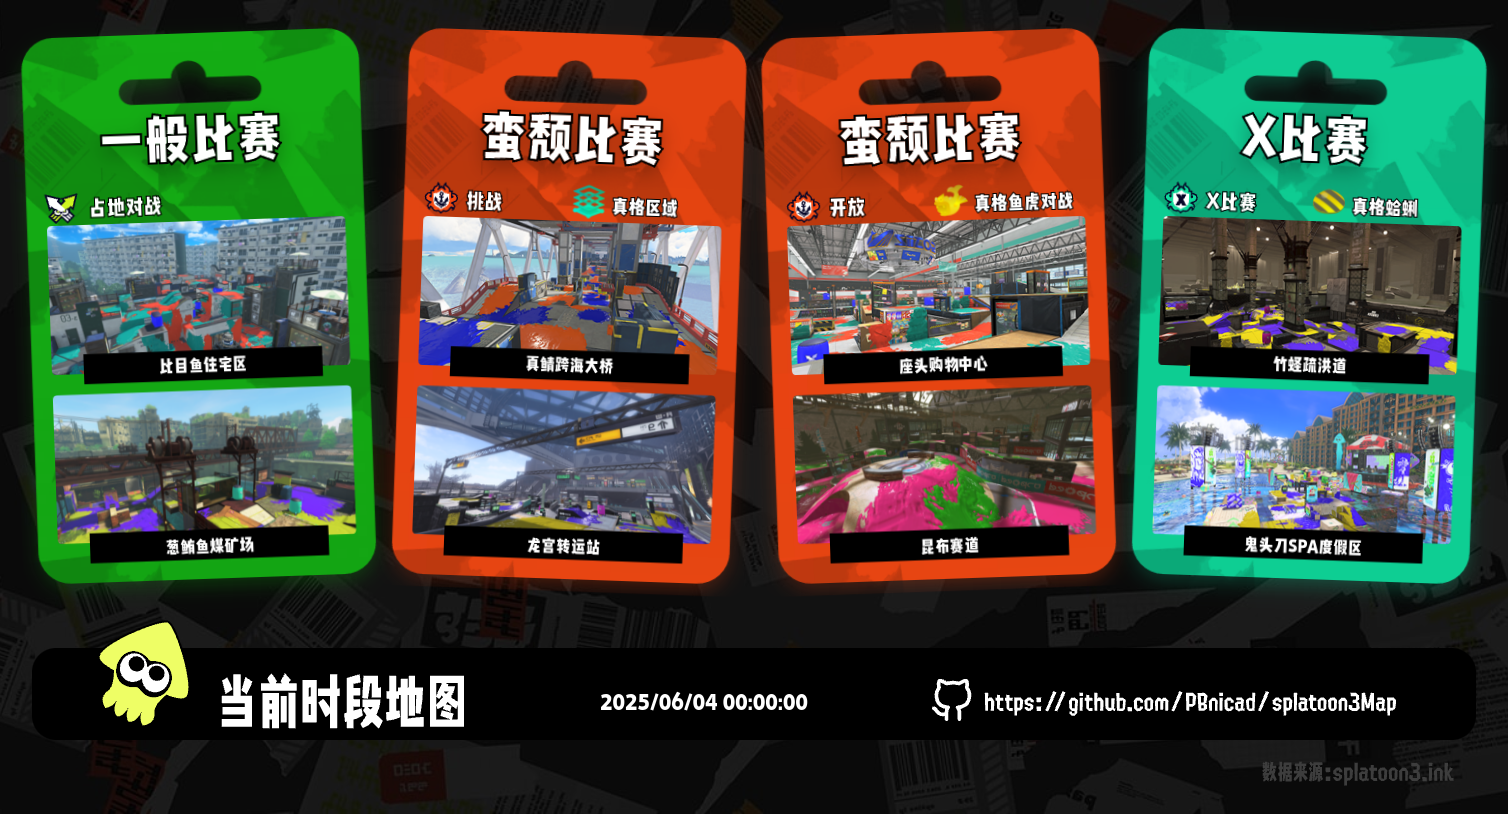 一般比赛
占地对战
比目鱼住宅区
葱鲔鱼煤矿场
蛮颓比赛
挑战
真格区域
真鲭跨海大桥
龙宫转运站
蛮颓比赛
开放
真格鱼虎对战
座头购物中心
昆布赛道
X比赛
X比赛
真格蛤蜊
竹蛏疏洪道
鬼头刀SPA度假区
当前时段地图
2025/06/04 00:00:00
https://github.com/PBnicad/splatoon3Map
数据来源:splatoon3.ink